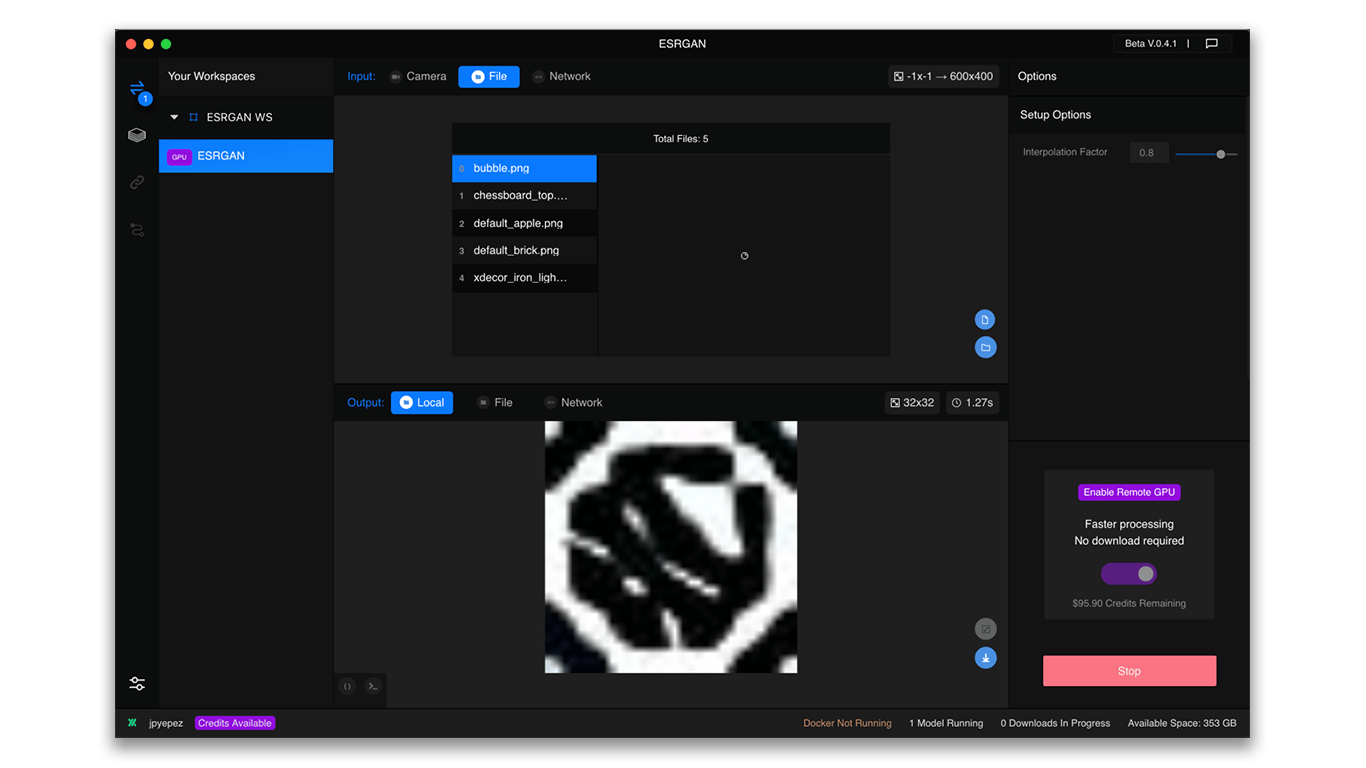 ESRGAN
Beta V.0.4.1 |
1
Your Workspaces
ESRGAN WS
GPU ESRGAN
Input: Camera File Network
-1x-1 → 600x400
Total Files: 5
0 bubble.png
1 chessboard_top....
2 default_apple.png
3 default_brick.png
4 xdecor_iron_ligh...
Output: Local File Network
32x32 1.27s
Options
Setup Options
Interpolation Factor 0.8
Enable Remote GPU
Faster processing
No download required
$95.90 Credits Remaining
Stop
jpyepez Credits Available
Docker Not Running 1 Model Running 0 Downloads In Progress Available Space: 353 GB